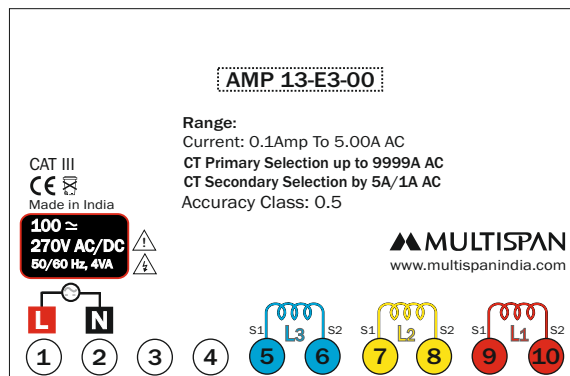 AMP 13-E3-00
Range:
Current: 0.1Amp To 5.00A AC
CT Primary Selection up to 9999A AC
CT Secondary Selection by 5A/1A AC
Accuracy Class: 0.5
CAT III
CE
Made in India
100 ≃
270V AC/DC
50/60 Hz, 4VA
MULTISPAN
www.multispanindia.com
L N
S1 L3 S2 S1 L2 S2 S1 L1 S2
1 2 3 4 5 6 7 8 9 10